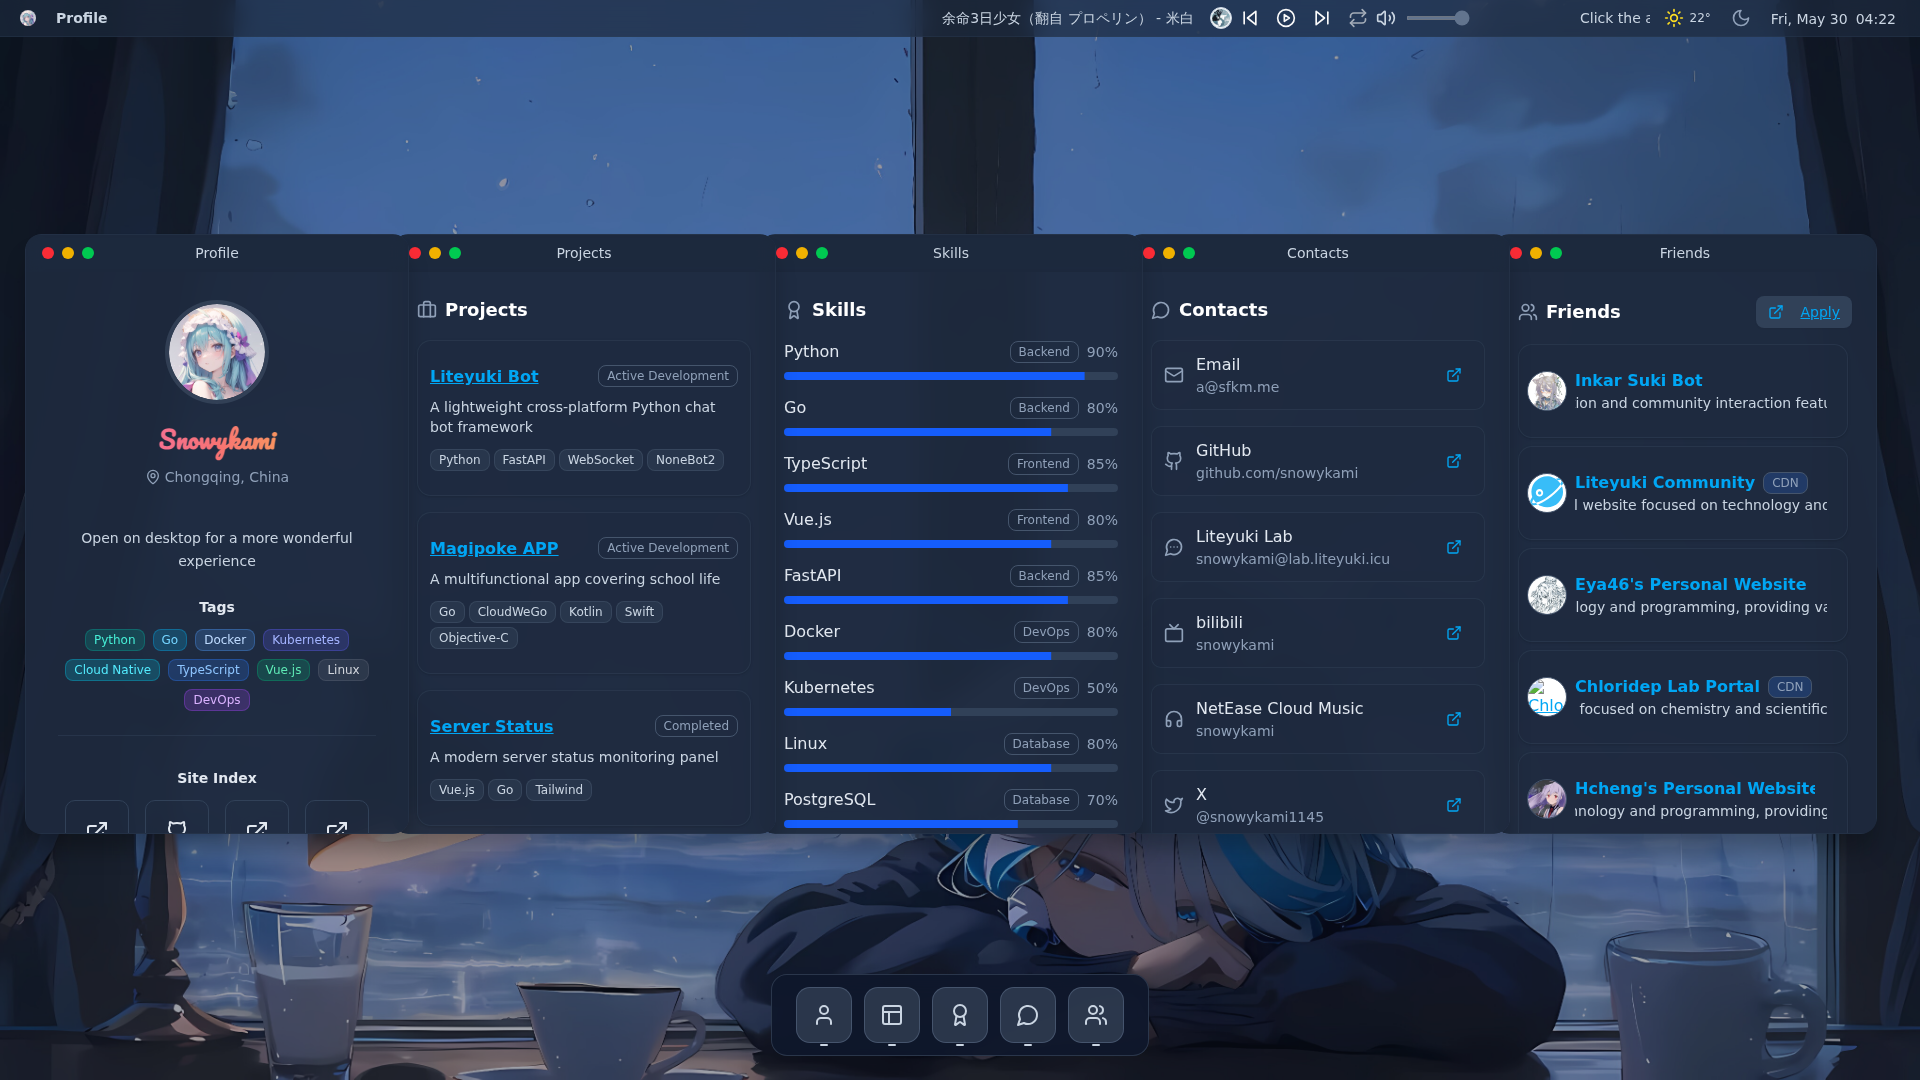 Profile
余命3日少女（翻自 プロペリン） - 米白
Click the a
22°
Fri, May 30 04:22
Profile
Snowykami
Chongqing, China
Open on desktop for a more wonderful
experience
Tags
Python Go Docker Kubernetes
Cloud Native TypeScript Vue.js Linux
DevOps
Site Index
Projects
Projects
Liteyuki Bot Active Development
A lightweight cross-platform Python chat
bot framework
Python FastAPI WebSocket NoneBot2
Magipoke APP Active Development
A multifunctional app covering school life
Go CloudWeGo Kotlin Swift
Objective-C
Server Status Completed
A modern server status monitoring panel
Vue.js Go Tailwind
Skills
Skills
Python Backend 90%
Go Backend 80%
TypeScript Frontend 85%
Vue.js Frontend 80%
FastAPI Backend 85%
Docker DevOps 80%
Kubernetes DevOps 50%
Linux Database 80%
PostgreSQL Database 70%
Contacts
Contacts
Email
a@sfkm.me
GitHub
github.com/snowykami
Liteyuki Lab
snowykami@lab.liteyuki.icu
bilibili
snowykami
NetEase Cloud Music
snowykami
X
@snowykami1145
Friends
Friends Apply
Inkar Suki Bot
ion and community interaction featu
Liteyuki Community CDN
l website focused on technology and
Eya46's Personal Website
logy and programming, providing va
Chlo
Chloridep Lab Portal CDN
focused on chemistry and scientific
Hcheng's Personal Website
nology and programming, providing